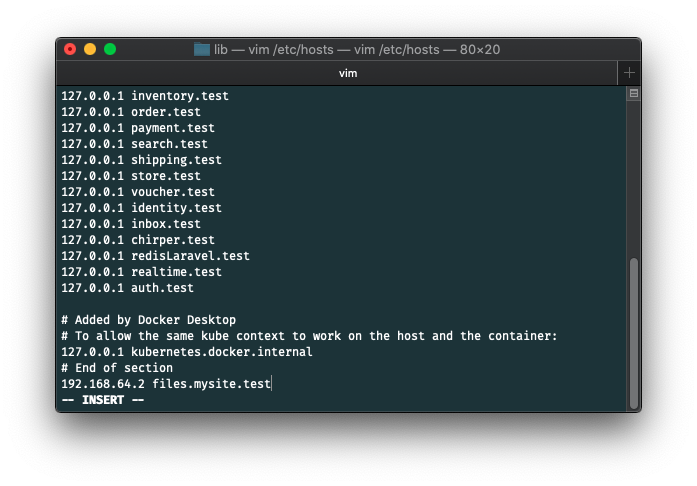 lib — vim /etc/hosts — vim /etc/hosts — 80×20
vim
127.0.0.1 inventory.test
127.0.0.1 order.test
127.0.0.1 payment.test
127.0.0.1 search.test
127.0.0.1 shipping.test
127.0.0.1 store.test
127.0.0.1 voucher.test
127.0.0.1 identity.test
127.0.0.1 inbox.test
127.0.0.1 chirper.test
127.0.0.1 redisLaravel.test
127.0.0.1 realtime.test
127.0.0.1 auth.test
# Added by Docker Desktop
# To allow the same kube context to work on the host and the container:
127.0.0.1 kubernetes.docker.internal
# End of section
192.168.64.2 files.mysite.test
-- INSERT --